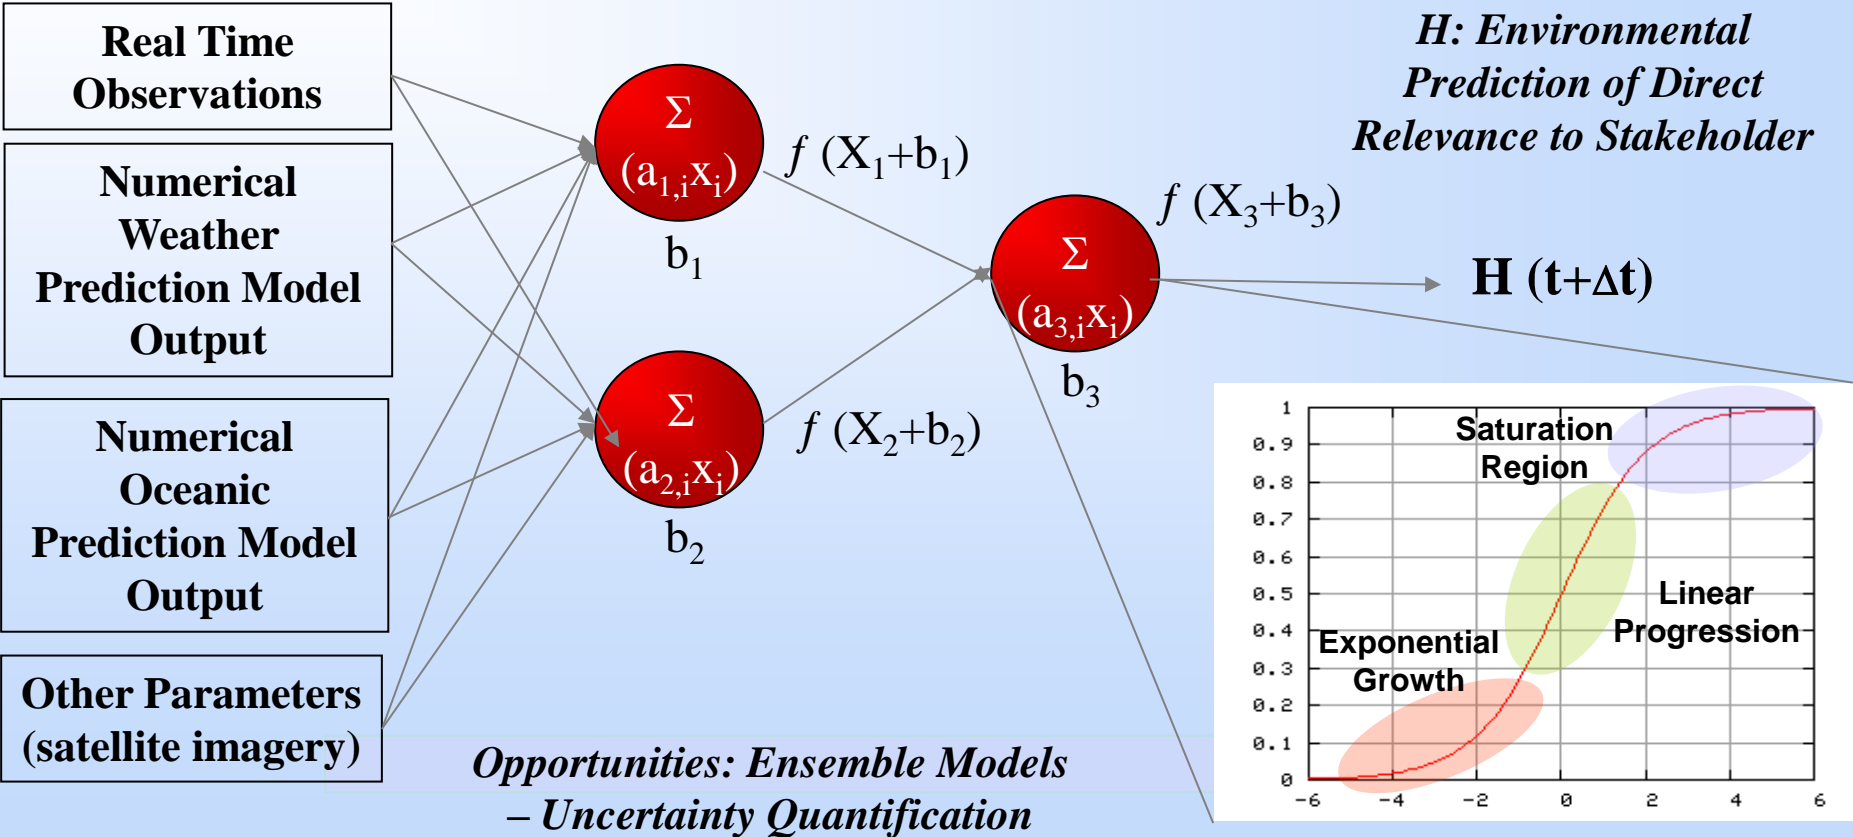 Real Time
Observations
Numerical
Weather
Prediction Model
Output
Numerical
Oceanic
Prediction Model
Output
Other Parameters
(satellite imagery)
Σ
(a1,ixi)
b1
f (X1+b1)
Σ
(a2,ixi)
b2
f (X2+b2)
Σ
(a3,ixi)
b3
f (X3+b3)
H (t+Δt)
H: Environmental
Prediction of Direct
Relevance to Stakeholder
Opportunities: Ensemble Models
– Uncertainty Quantification
Saturation
Region
Linear
Progression
Exponential
Growth
1
0.9
0.8
0.7
0.6
0.5
0.4
0.3
0.2
0.1
0
-6 -4 -2 0 2 4 6